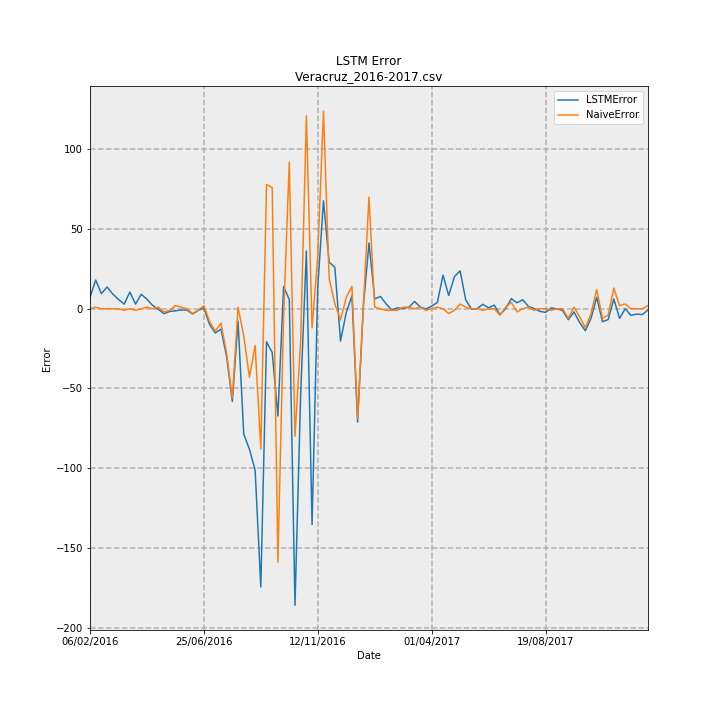 LSTM Error
Veracruz_2016-2017.csv
LSTMError
NaiveError
100
50
0
−50
−100
−150
−200
Error
06/02/2016
25/06/2016
12/11/2016
01/04/2017
19/08/2017
Date